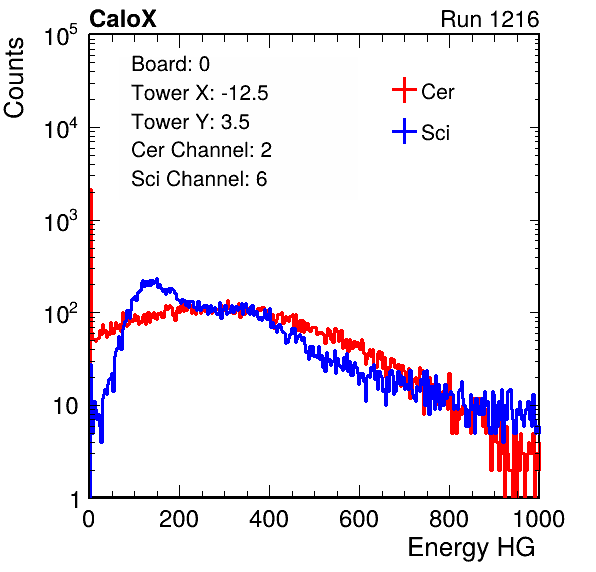 CaloX Run 1216
Counts
Board: 0
Tower X: -12.5
Tower Y: 3.5
Cer Channel: 2
Sci Channel: 6
Cer
Sci
10^5
10^4
10^3
10^2
10
1
0 200 400 600 800 1000
Energy HG